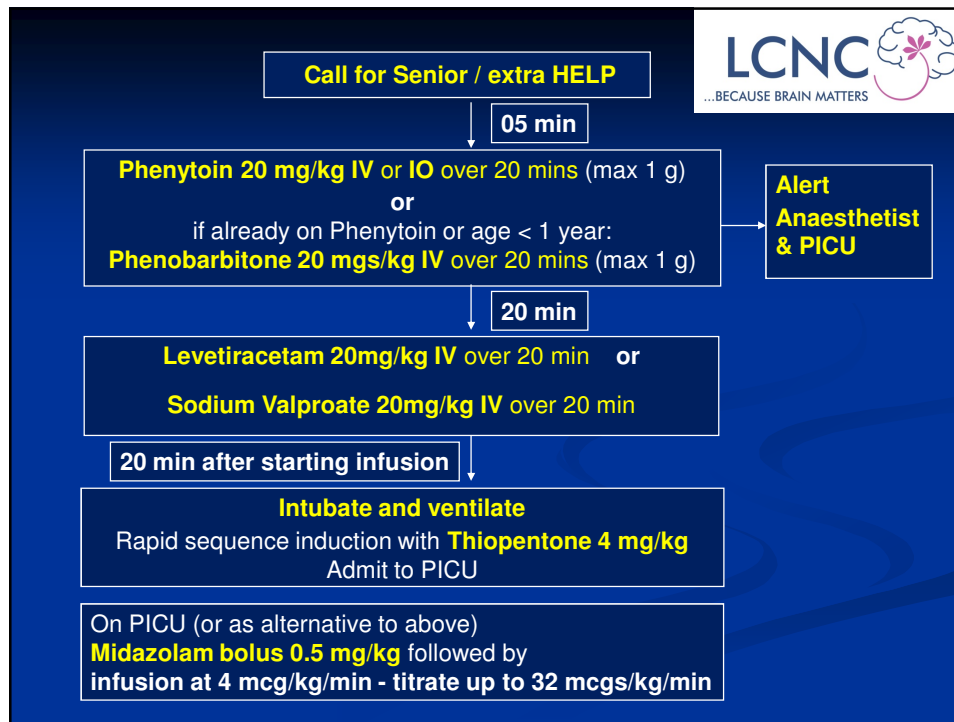 LCNC
...BECAUSE BRAIN MATTERS
Call for Senior / extra HELP
05 min
Phenytoin 20 mg/kg IV or IO over 20 mins (max 1 g)
or
if already on Phenytoin or age < 1 year:
Phenobarbitone 20 mgs/kg IV over 20 mins (max 1 g)
Alert
Anaesthetist
& PICU
20 min
Levetiracetam 20mg/kg IV over 20 min or
Sodium Valproate 20mg/kg IV over 20 min
20 min after starting infusion
Intubate and ventilate
Rapid sequence induction with Thiopentone 4 mg/kg
Admit to PICU
On PICU (or as alternative to above)
Midazolam bolus 0.5 mg/kg followed by
infusion at 4 mcg/kg/min - titrate up to 32 mcgs/kg/min